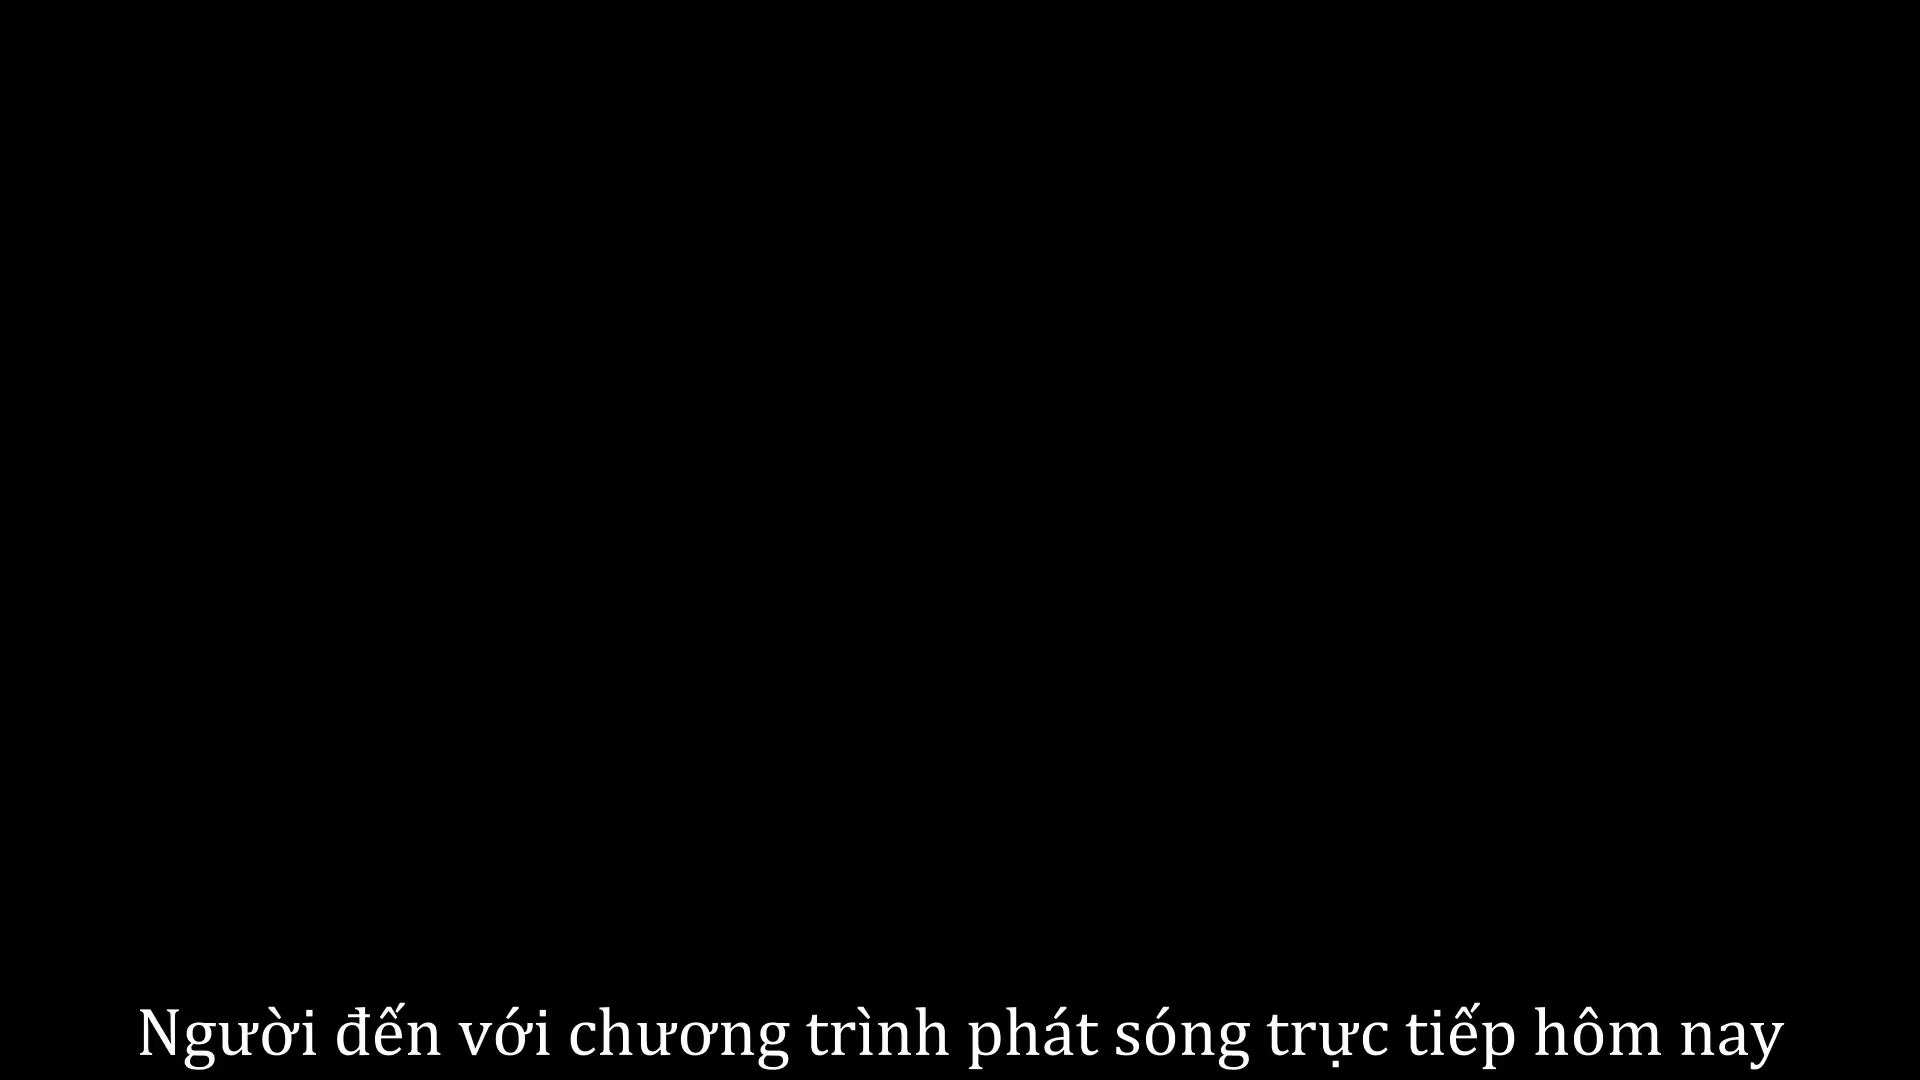 Người đến với chương trình phát sóng trực tiếp hôm nay